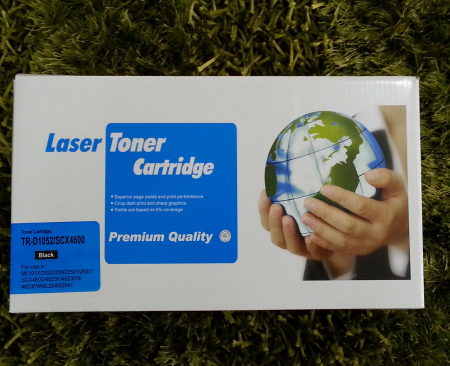 Laser Toner
Cartridge
• Superior page yields and print performance
• Crisp dark print and sharp graphics
• Yields are based on 5% coverage
Premium Quality
Toner Cartridge
TR-D1052/SCX4600
Black
For use in